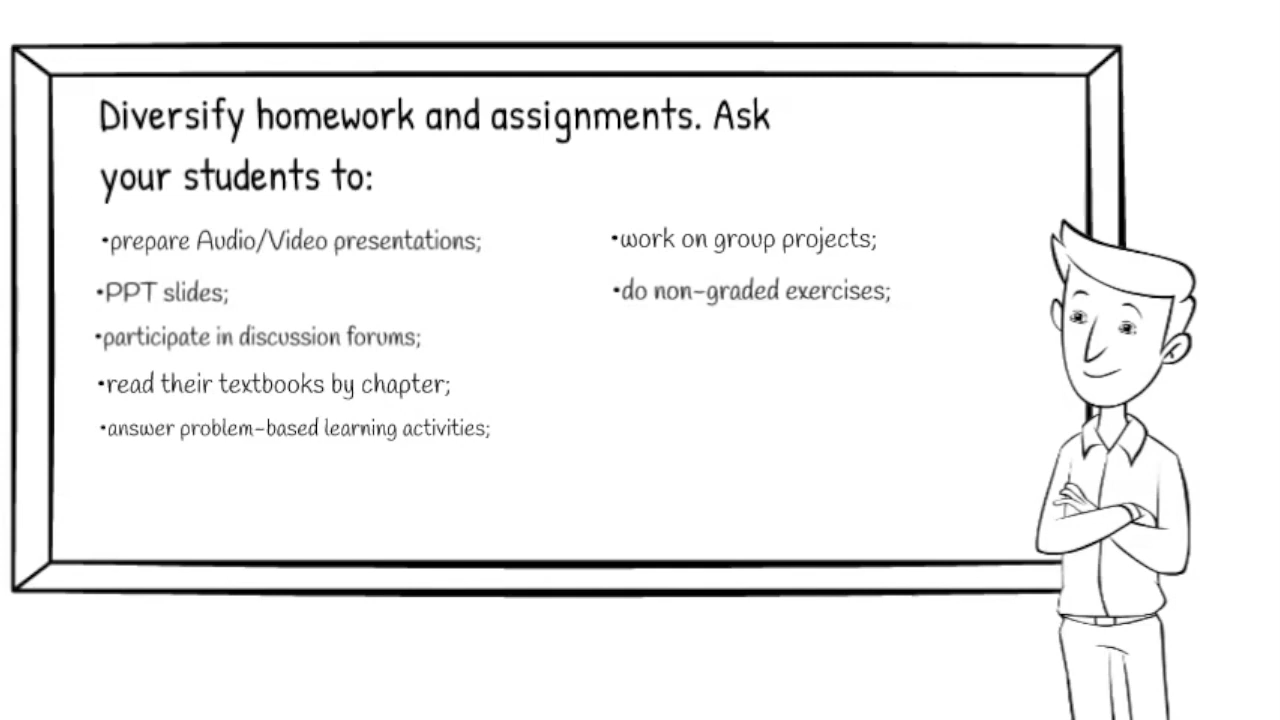 Diversify homework and assignments. Ask
your students to:
•prepare Audio/Video presentations;
•PPT slides;
•participate in discussion forums;
•read their textbooks by chapter;
•answer problem-based learning activities;
•work on group projects;
•do non-graded exercises;